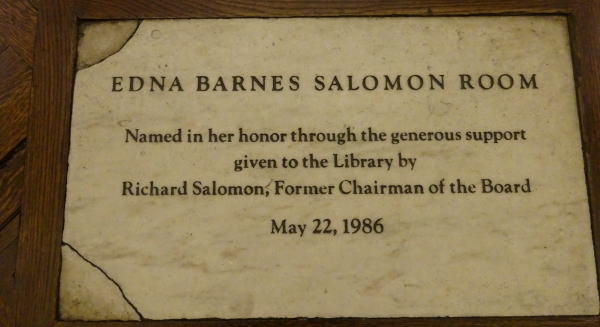 EDNA BARNES SALOMON ROOM
Named in her honor through the generous support
given to the Library by
Richard Salomon, Former Chairman of the Board
May 22, 1986